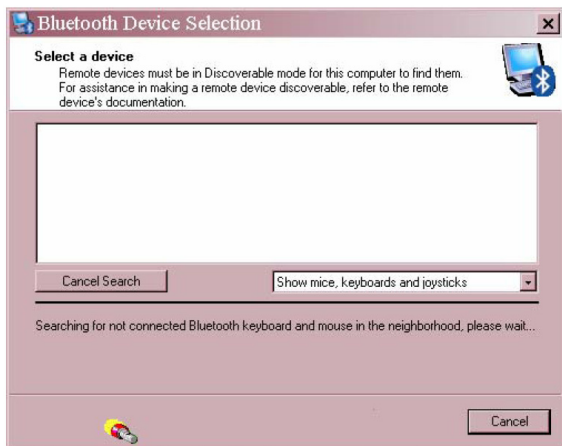 Bluetooth Device Selection
Select a device
Remote devices must be in Discoverable mode for this computer to find them.
For assistance in making a remote device discoverable, refer to the remote
device's documentation.
Cancel Search
Show mice, keyboards and joysticks
Searching for not connected Bluetooth keyboard and mouse in the neighborhood, please wait...
Cancel